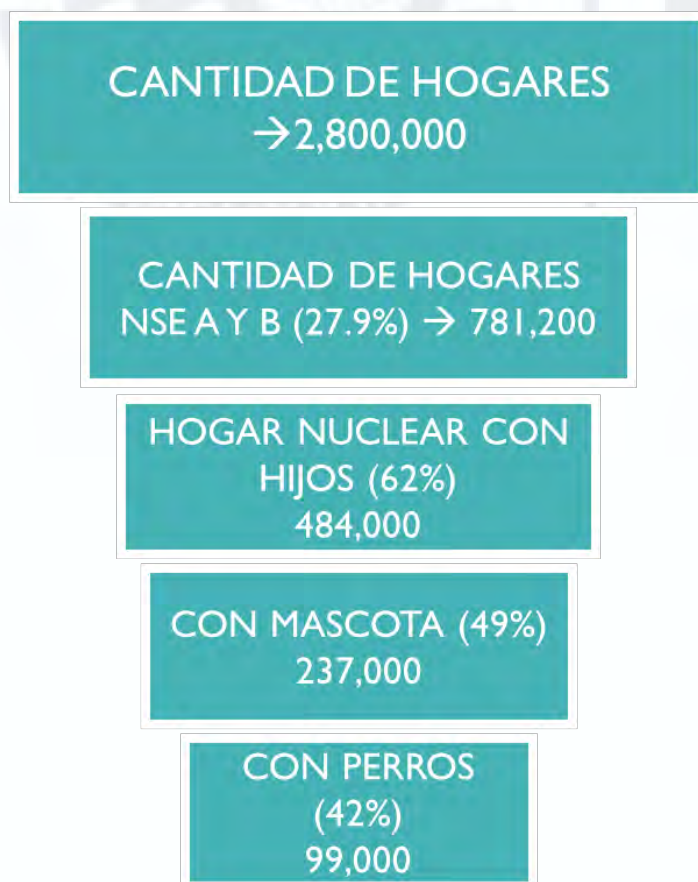 CANTIDAD DE HOGARES
→2,800,000
CANTIDAD DE HOGARES
NSE A Y B (27.9%) → 781,200
HOGAR NUCLEAR CON
HIJOS (62%)
484,000
CON MASCOTA (49%)
237,000
CON PERROS
(42%)
99,000